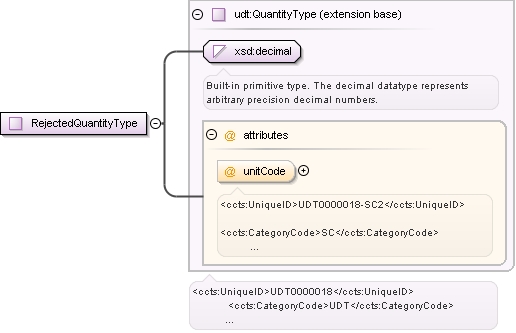 udt:QuantityType (extension base)
xsd:decimal
Built-in primitive type. The decimal datatype represents
arbitrary precision decimal numbers.
RejectedQuantityType
@ attributes
@ unitCode
<ccts:UniqueID>UDT0000018-SC2</ccts:UniqueID>
<ccts:CategoryCode>SC</ccts:CategoryCode>
...
<ccts:UniqueID>UDT0000018</ccts:UniqueID>
<ccts:CategoryCode>UDT</ccts:CategoryCode>
...